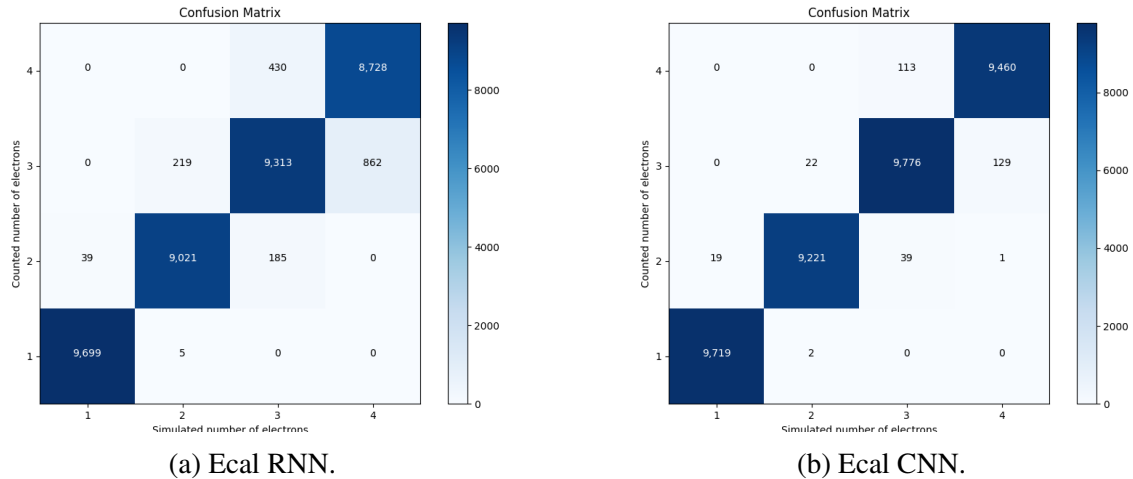 Confusion Matrix
4 0 0 430 8,728
3 0 219 9,313 862
2 39 9,021 185 0
1 9,699 5 0 0
1 2 3 4
Simulated number of electrons
Counted number of electrons
8000
6000
4000
2000
0
(a) Ecal RNN.
Confusion Matrix
4 0 0 113 9,460
3 0 22 9,776 129
2 19 9,221 39 1
1 9,719 2 0 0
1 2 3 4
Simulated number of electrons
Counted number of electrons
8000
6000
4000
2000
0
(b) Ecal CNN.